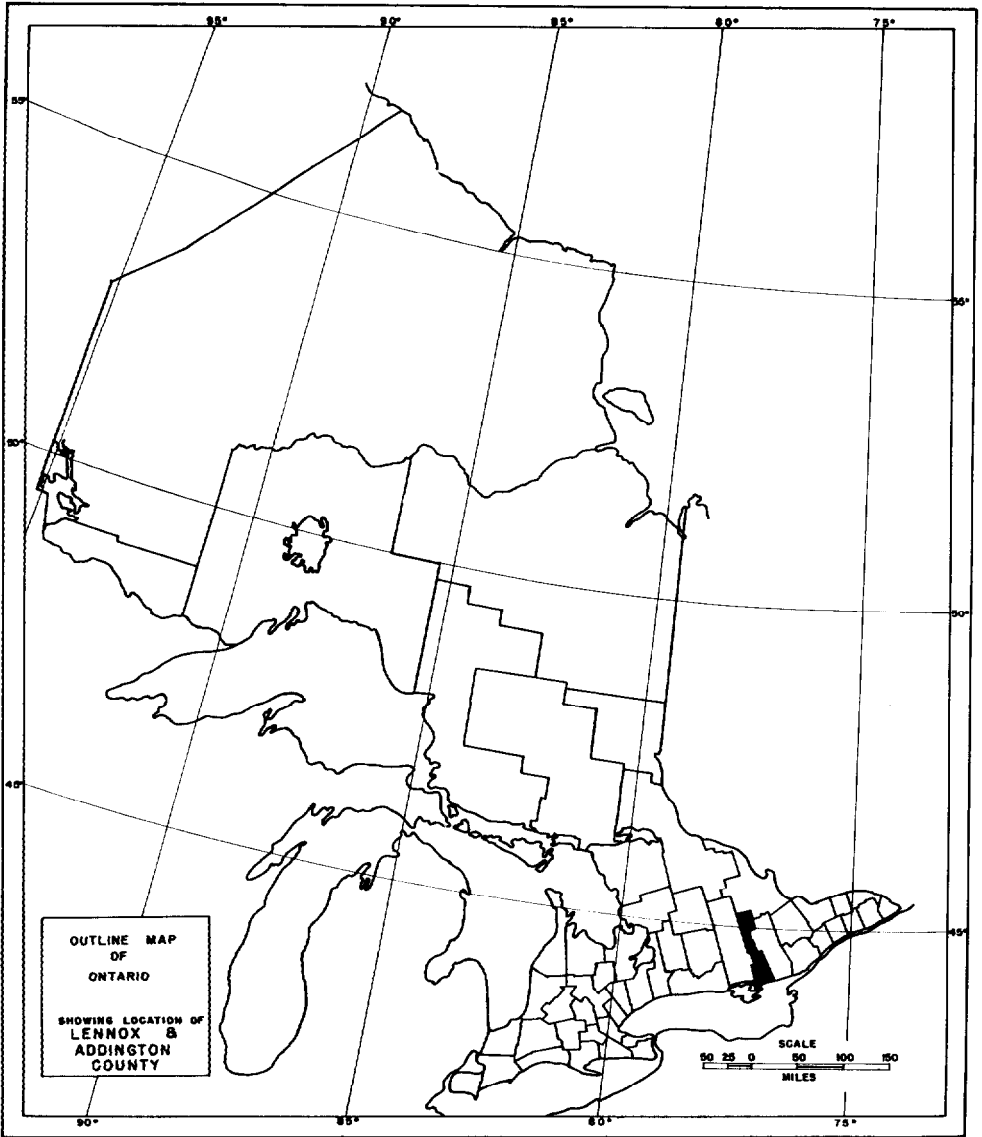 95° 90° 85° 80° 75°
55°
55°
50°
50°
45°
45°
OUTLINE MAP
OF
ONTARIO
SHOWING LOCATION OF
LENNOX &
ADDINGTON
COUNTY
SCALE
50 25 0 50 100 150
MILES
90° 85° 80° 75°